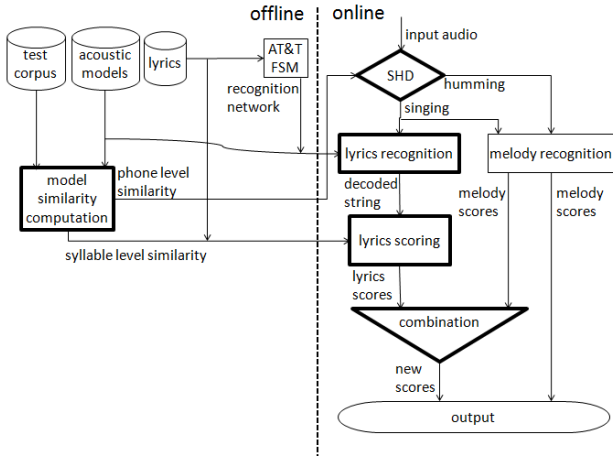 offline
online
test
corpus
acoustic
models
lyrics
AT&T
FSM
recognition
network
input audio
SHD
humming
singing
lyrics recognition
melody recognition
model
similarity
computation
phone level
similarity
decoded
string
melody
scores
melody
scores
syllable level similarity
lyrics scoring
lyrics
scores
combination
new
scores
output